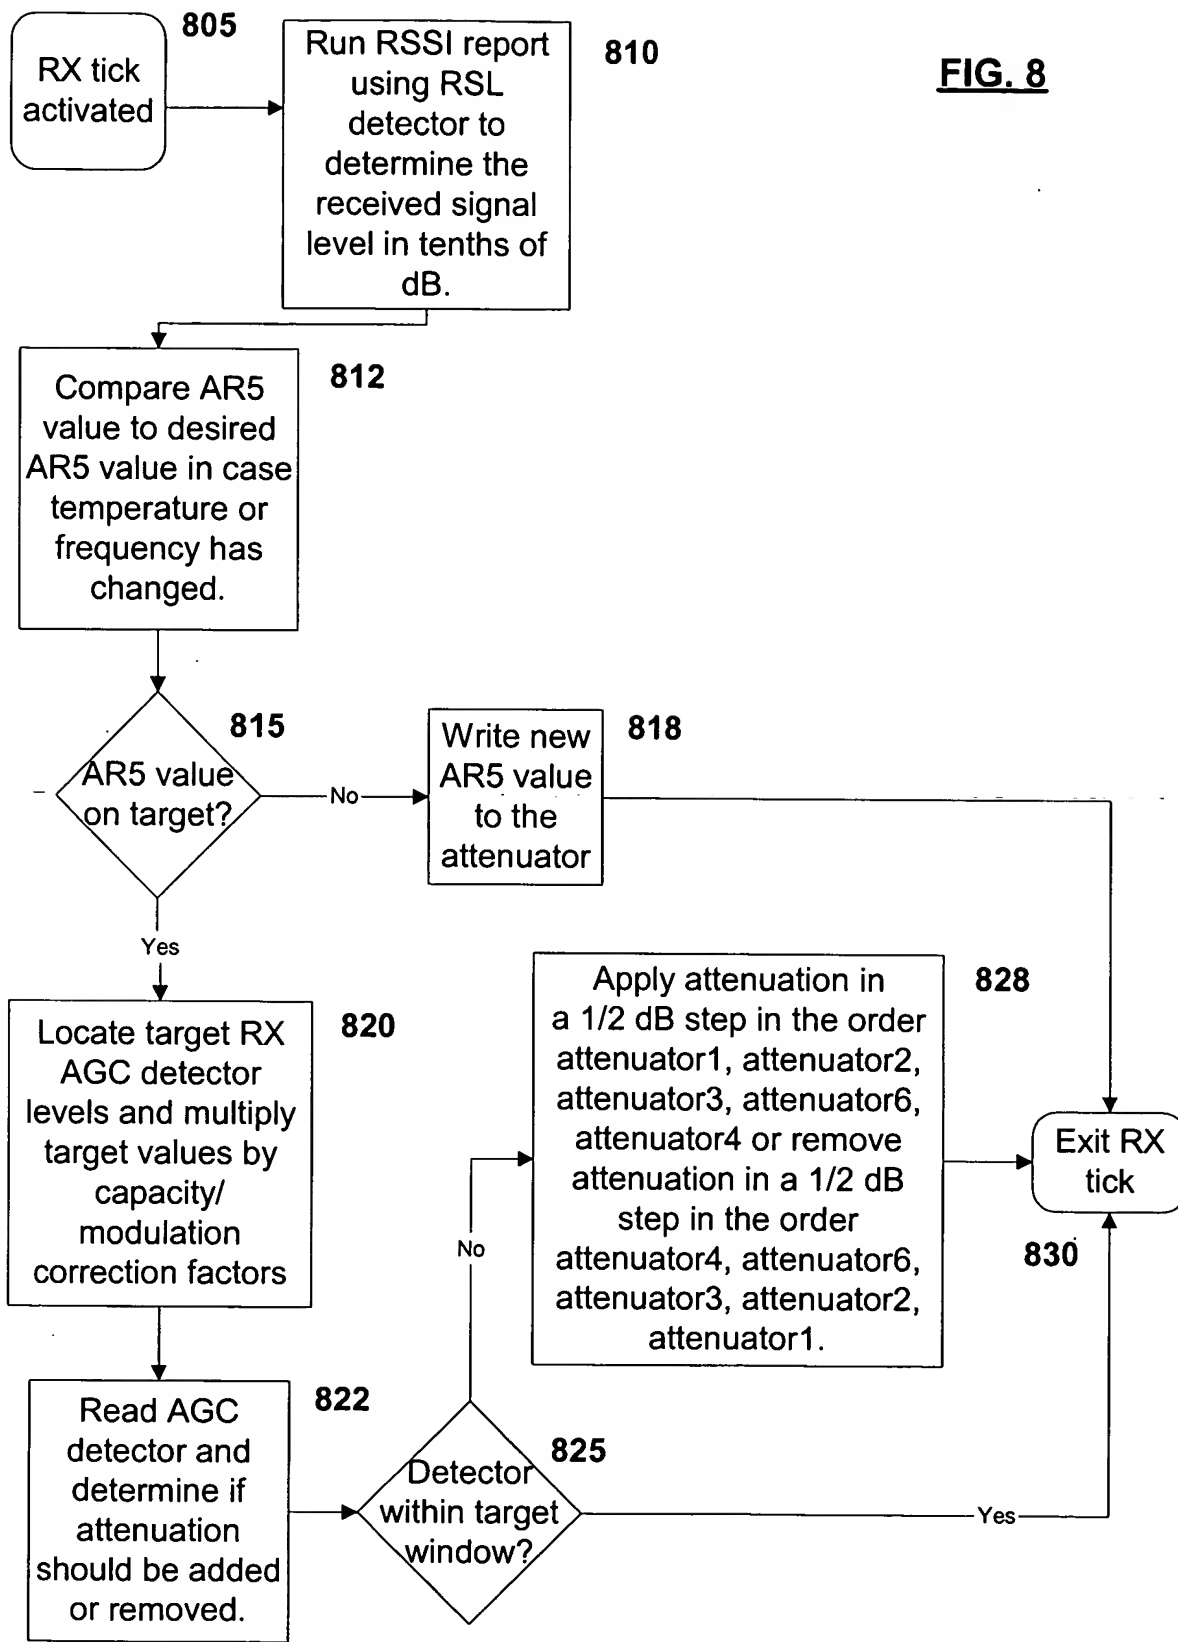 805
RX tick
activated
Run RSSI report
using RSL
detector to
determine the
received signal
level in tenths of
dB.
810
FIG. 8
Compare AR5
value to desired
AR5 value in case
temperature or
frequency has
changed.
812
AR5 value
on target?
815
No
Write new
AR5 value
to the
attenuator
818
Yes
Locate target RX
AGC detector
levels and multiply
target values by
capacity/
modulation
correction factors
820
Apply attenuation in
a 1/2 dB step in the order
attenuator1, attenuator2,
attenuator3, attenuator6,
attenuator4 or remove
attenuation in a 1/2 dB
step in the order
attenuator4, attenuator6,
attenuator3, attenuator2,
attenuator1.
828
Exit RX
tick
830
No
Read AGC
detector and
determine if
attenuation
should be added
or removed.
822
Detector
within target
window?
825
Yes